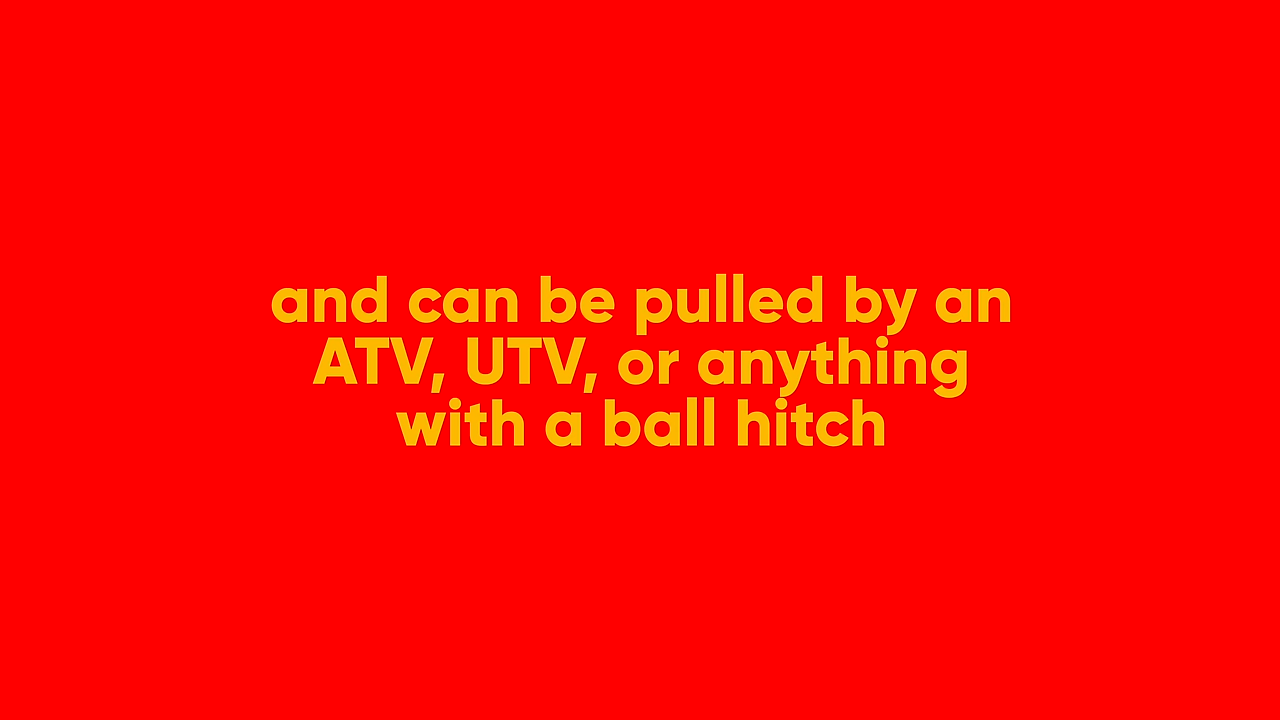 and can be pulled by an
ATV, UTV, or anything
with a ball hitch